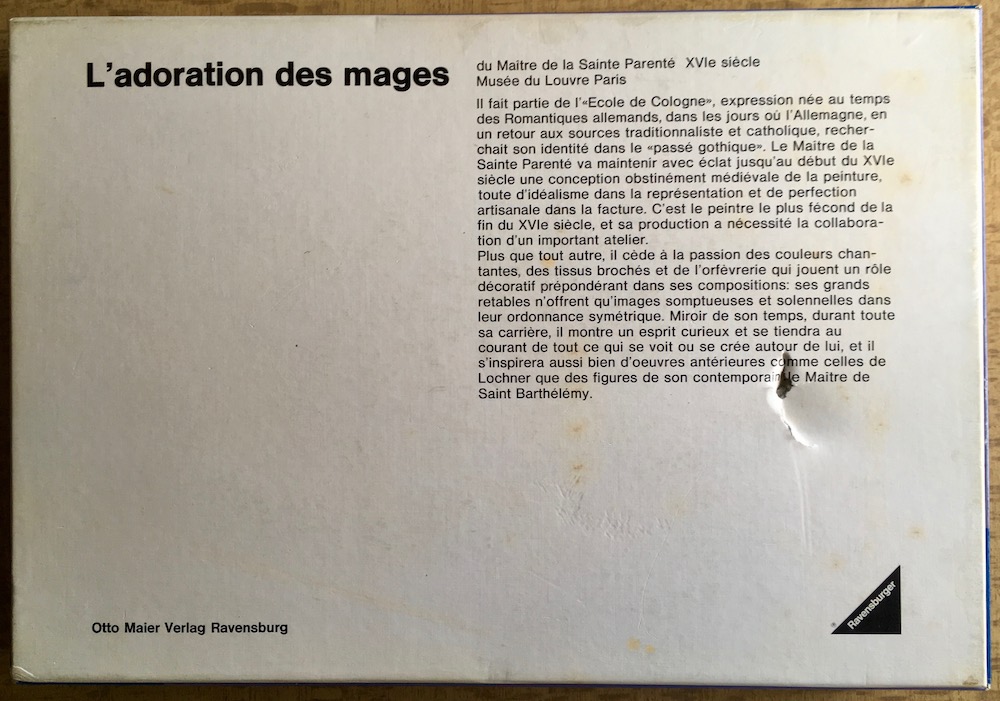 L'adoration des mages
du Maître de la Sainte Parenté XVIe siècle
Musée du Louvre Paris
Il fait partie de l'«Ecole de Cologne», expression née au temps
des Romantiques allemands, dans les jours où l'Allemagne, en
un retour aux sources traditionnaliste et catholique, recher-
chait son identité dans le «passé gothique». Le Maître de la
Sainte Parenté va maintenir avec éclat jusqu'au début du XVIe
siècle une conception obstinément médiévale de la peinture,
toute d'idéalisme dans la représentation et de perfection
artisanale dans la facture. C'est le peintre le plus fécond de la
fin du XVIe siècle, et sa production a nécessité la collabora-
tion d'un important atelier.
Plus que tout autre, il cède à la passion des couleurs chan-
tantes, des tissus brochés et de l'orfèvrerie qui jouent un rôle
décoratif prépondérant dans ses compositions: ses grands
retables n'offrent qu'images somptueuses et solennelles dans
leur ordonnance symétrique. Miroir de son temps, durant toute
sa carrière, il montre un esprit curieux et se tiendra au
courant de tout ce qui se voit ou se crée autour de lui, et il
s'inspirera aussi bien d'oeuvres antérieures comme celles de
Lochner que des figures de son contemporain le Maître de
Saint Barthélémy.
Otto Maier Verlag Ravensburg
® Ravensburger